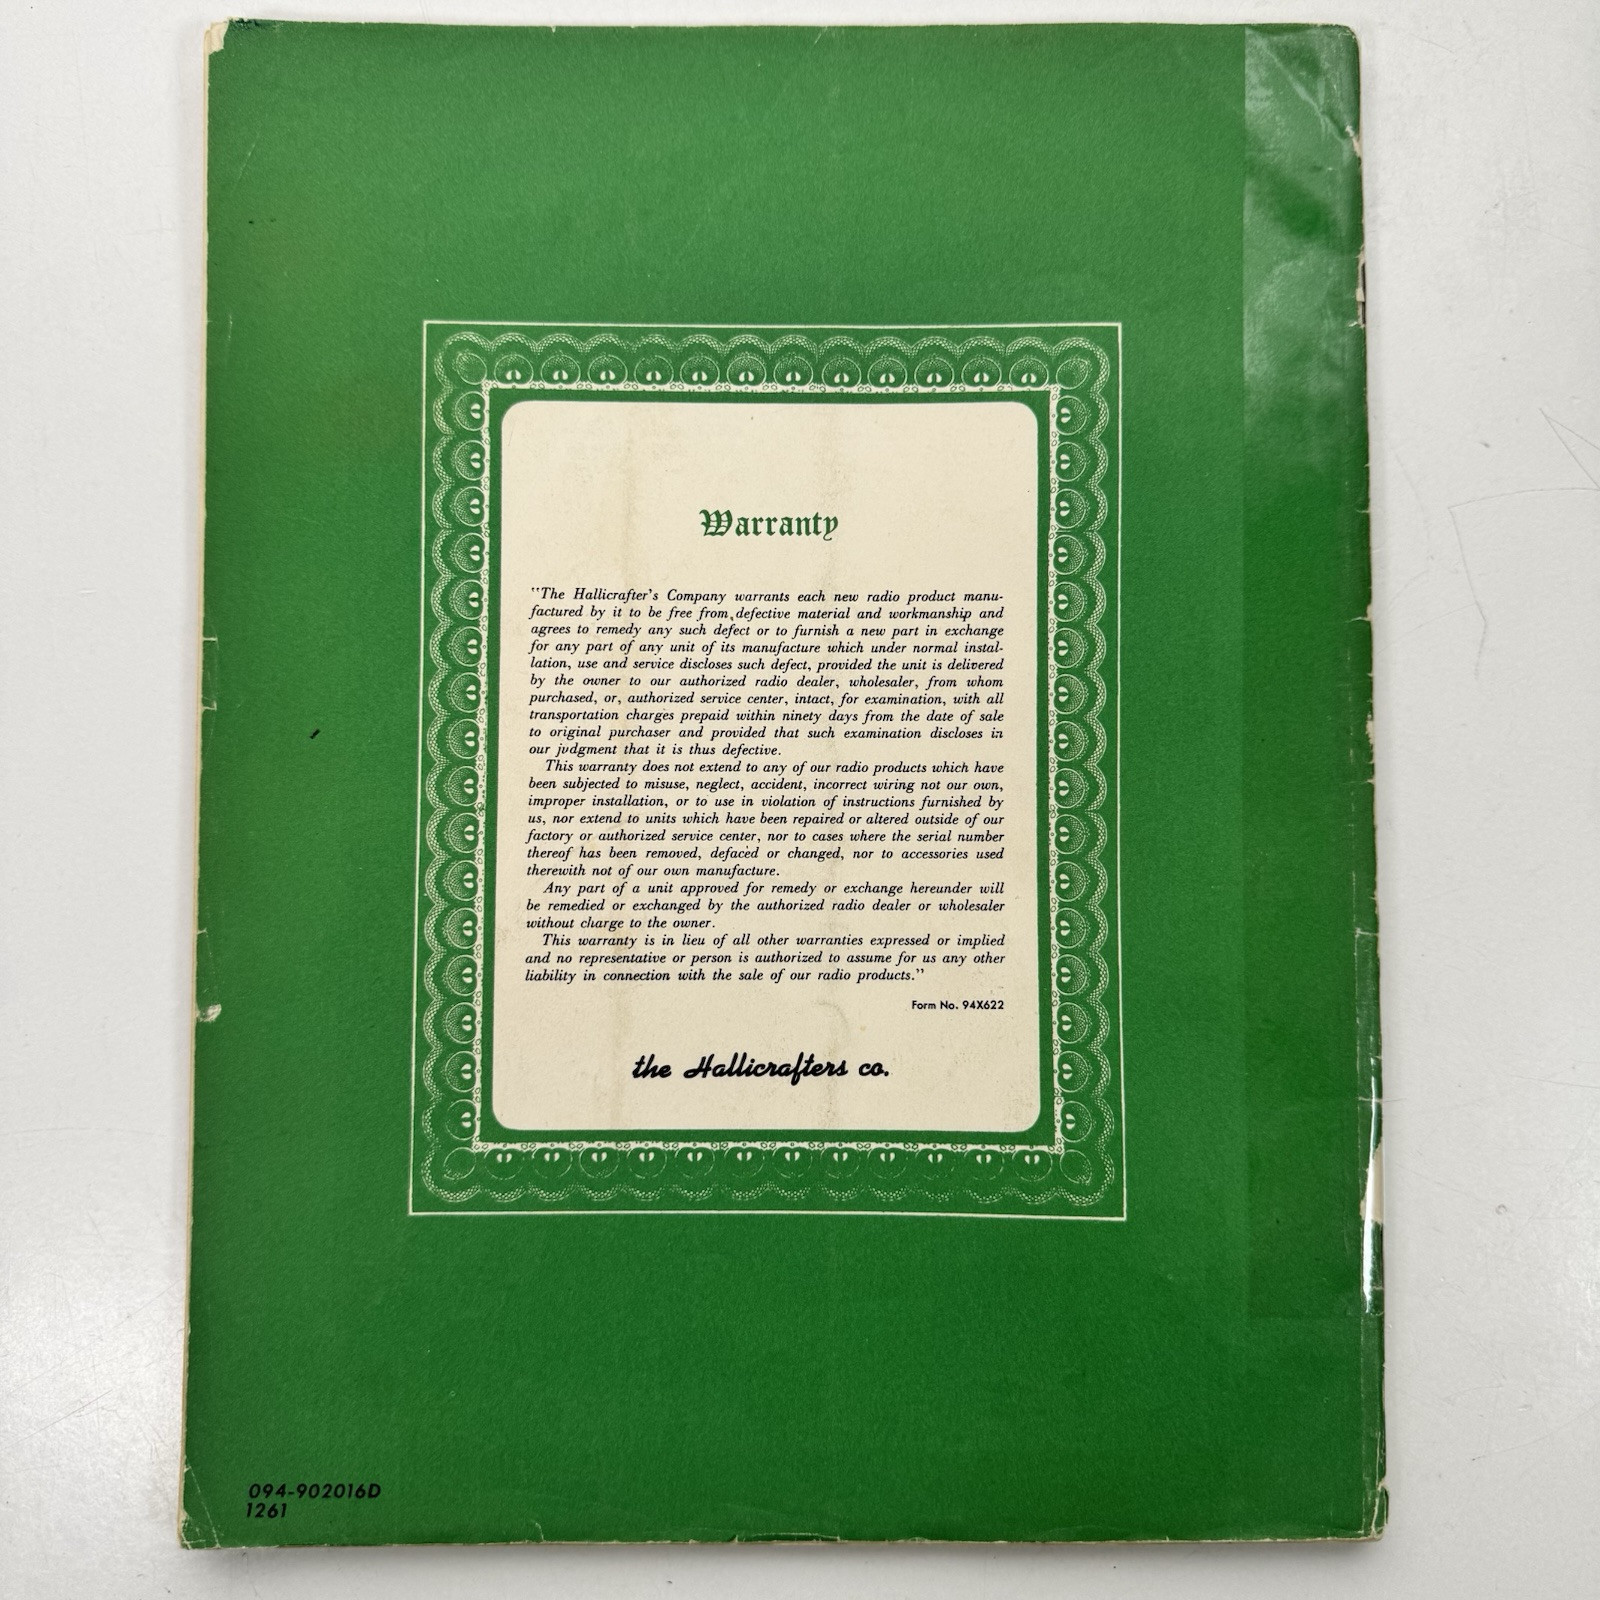 Warranty
"The Hallicrafter's Company warrants each new radio product manu-
factured by it to be free from defective material and workmanship and
agrees to remedy any such defect or to furnish a new part in exchange
for any part of any unit of its manufacture which under normal instal-
lation, use and service discloses such defect, provided the unit is delivered
by the owner to our authorized radio dealer, wholesaler, from whom
purchased, or, authorized service center, intact, for examination, with all
transportation charges prepaid within ninety days from the date of sale
to original purchaser and provided that such examination discloses in
our judgment that it is thus defective.
This warranty does not extend to any of our radio products which have
been subjected to misuse, neglect, accident, incorrect wiring not our own,
improper installation, or to use in violation of instructions furnished by
us, nor extend to units which have been repaired or altered outside of our
factory or authorized service center, nor to cases where the serial number
thereof has been removed, defaced or changed, nor to accessories used
therewith not of our own manufacture.
Any part of a unit approved for remedy or exchange hereunder will
be remedied or exchanged by the authorized radio dealer or wholesaler
without charge to the owner.
This warranty is in lieu of all other warranties expressed or implied
and no representative or person is authorized to assume for us any other
liability in connection with the sale of our radio products."
Form No. 94X622
the Hallicrafters co.
094-902016D
1261